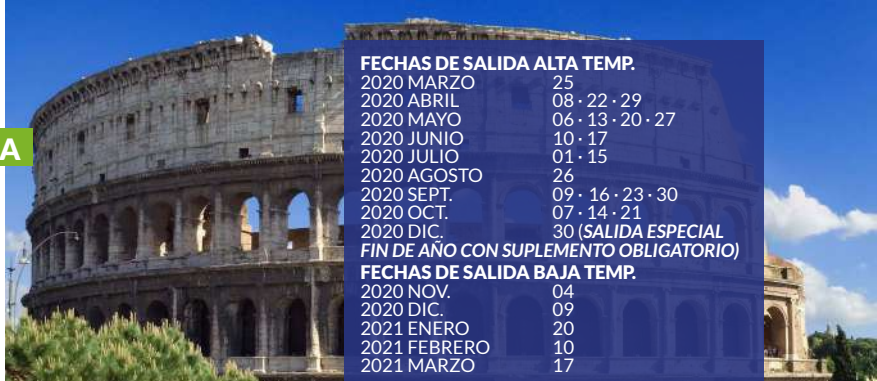 A
FECHAS DE SALIDA ALTA TEMP.
2020 MARZO 25
2020 ABRIL 08 · 22 · 29
2020 MAYO 06 · 13 · 20 · 27
2020 JUNIO 10 · 17
2020 JULIO 01 · 15
2020 AGOSTO 26
2020 SEPT. 09 · 16 · 23 · 30
2020 OCT. 07 · 14 · 21
2020 DIC. 30 (SALIDA ESPECIAL
FIN DE AÑO CON SUPLEMENTO OBLIGATORIO)
FECHAS DE SALIDA BAJA TEMP.
2020 NOV. 04
2020 DIC. 09
2021 ENERO 20
2021 FEBRERO 10
2021 MARZO 17